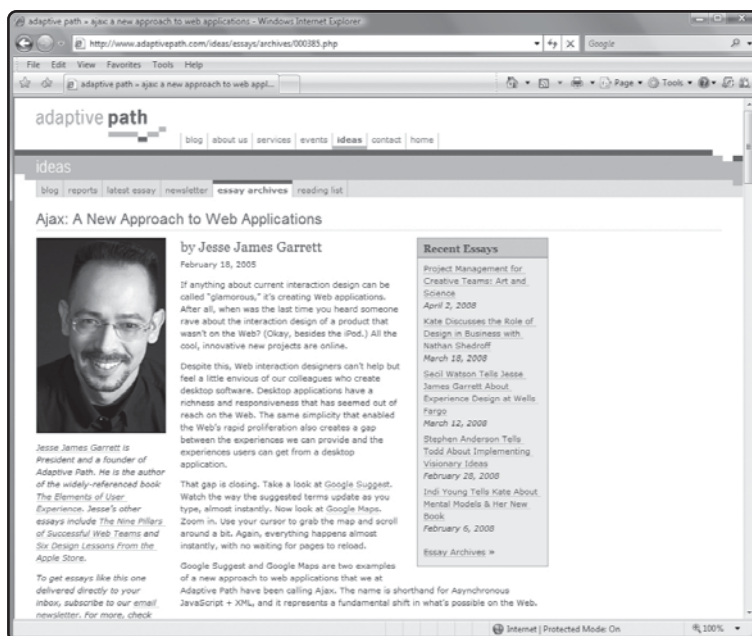 adaptive path » ajax: a new approach to web applications - Windows Internet Explorer
http://www.adaptivepath.com/ideas/essays/archives/000385.php
Google
File Edit View Favorites Tools Help
adaptive path » ajax: a new approach to web appl...
Page Tools
adaptive path
blog about us services events ideas contact home
ideas
blog reports latest essay newsletter essay archives reading list
Ajax: A New Approach to Web Applications
by Jesse James Garrett
February 18, 2005
If anything about current interaction design can be
called "glamorous," it's creating Web applications.
After all, when was the last time you heard someone
rave about the interaction design of a product that
wasn't on the Web? (Okay, besides the iPod.) All the
cool, innovative new projects are online.
Despite this, Web interaction designers can't help but
feel a little envious of our colleagues who create
desktop software. Desktop applications have a
richness and responsiveness that has seemed out of
reach on the Web. The same simplicity that enabled
the Web's rapid proliferation also creates a gap
between the experiences we can provide and the
experiences users can get from a desktop
application.
That gap is closing. Take a look at Google Suggest.
Watch the way the suggested terms update as you
type, almost instantly. Now look at Google Maps.
Zoom in. Use your cursor to grab the map and scroll
around a bit. Again, everything happens almost
instantly, with no waiting for pages to reload.
Google Suggest and Google Maps are two examples
of a new approach to web applications that we at
Adaptive Path have been calling Ajax. The name is shorthand for Asynchronous
JavaScript + XML, and it represents a fundamental shift in what's possible on the Web.
Jesse James Garrett is
President and a founder of
Adaptive Path. He is the author
of the widely-referenced book
The Elements of User
Experience. Jesse's other
essays include The Nine Pillars
of Successful Web Teams and
Six Design Lessons From the
Apple Store.
To get essays like this one
delivered directly to your
inbox, subscribe to our email
newsletter. For more, check
Recent Essays
Project Management for
Creative Teams: Art and
Science
April 2, 2008
Kate Discusses the Role of
Design in Business with
Nathan Shedroff
March 18, 2008
Secil Watson Tells Jesse
James Garrett About
Experience Design at Wells
Fargo
March 12, 2008
Stephen Anderson Tells
Todd About Implementing
Visionary Ideas
February 28, 2008
Indi Young Tells Kate About
Mental Models & Her New
Book
February 6, 2008
Essay Archives »
Internet | Protected Mode: On
100%